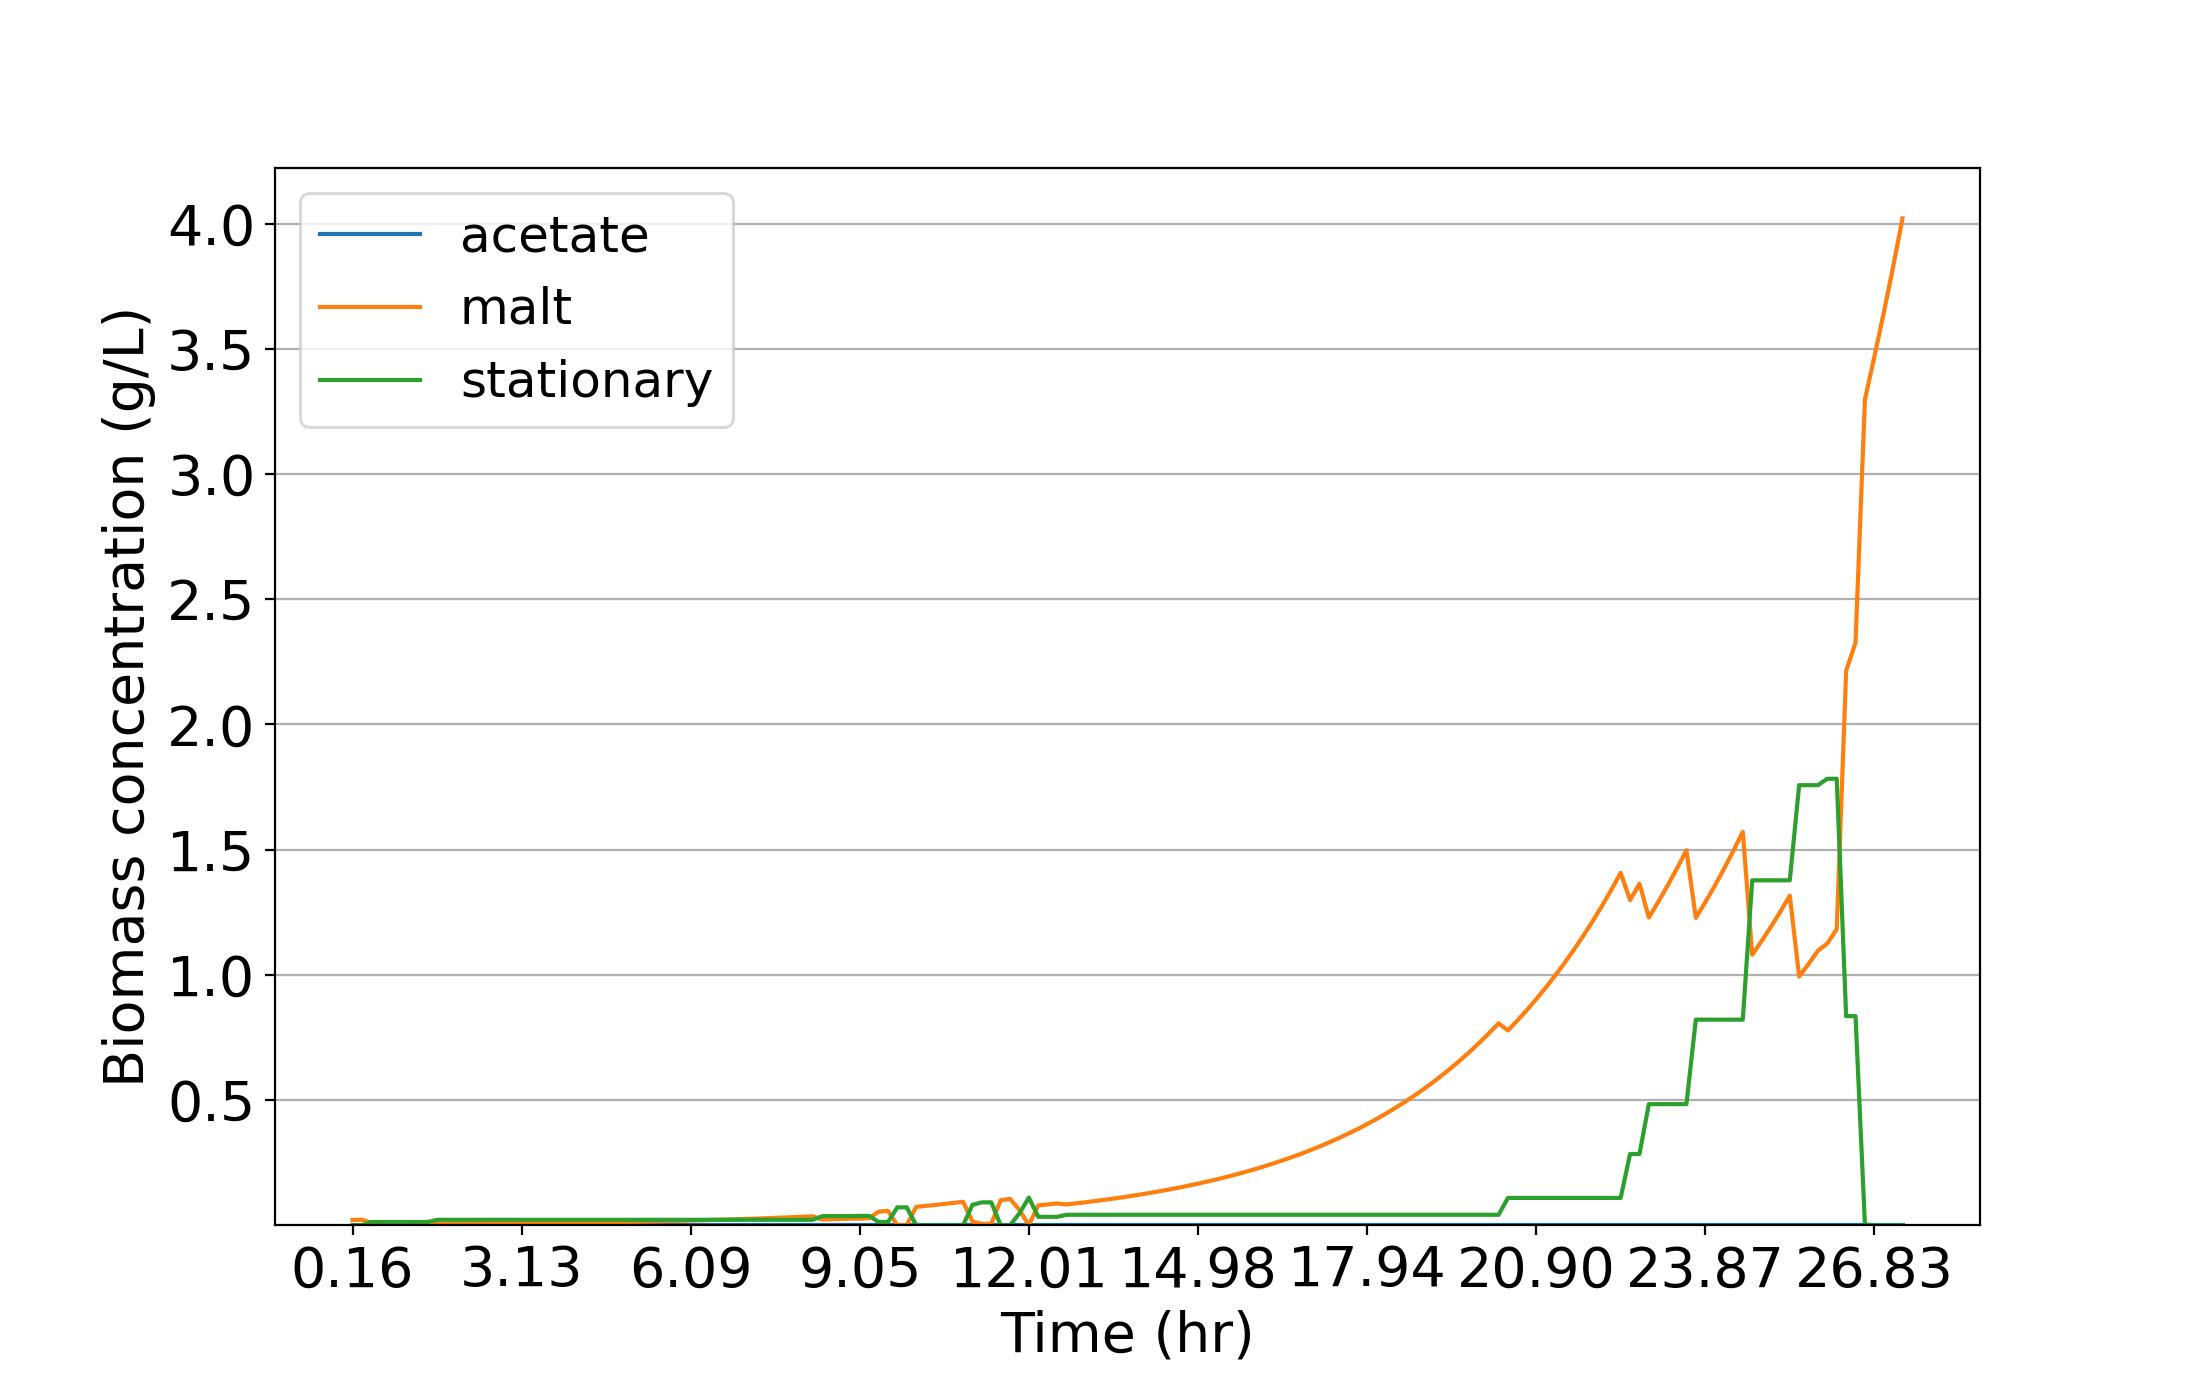 acetate
malt
stationary
4.0
3.5
3.0
2.5
2.0
1.5
1.0
0.5
Biomass concentration (g/L)
0.16 3.13 6.09 9.05 12.01 14.98 17.94 20.90 23.87 26.83
Time (hr)